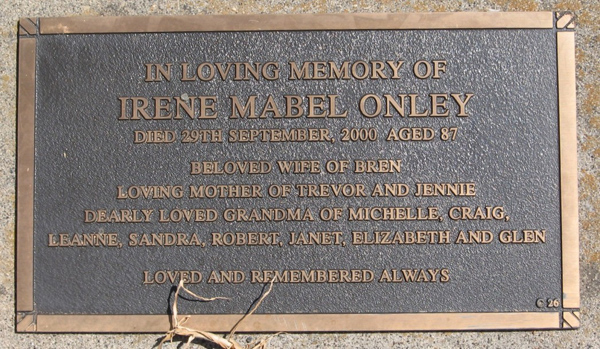 IN LOVING MEMORY OF
IRENE MABEL ONLEY
DIED 29TH SEPTEMBER, 2000 AGED 87
BELOVED WIFE OF BREN
LOVING MOTHER OF TREVOR AND JENNIE
DEARLY LOVED GRANDMA OF MICHELLE, CRAIG,
LEANNE, SANDRA, ROBERT, JANET, ELIZABETH AND GLEN
LOVED AND REMEMBERED ALWAYS
C 26